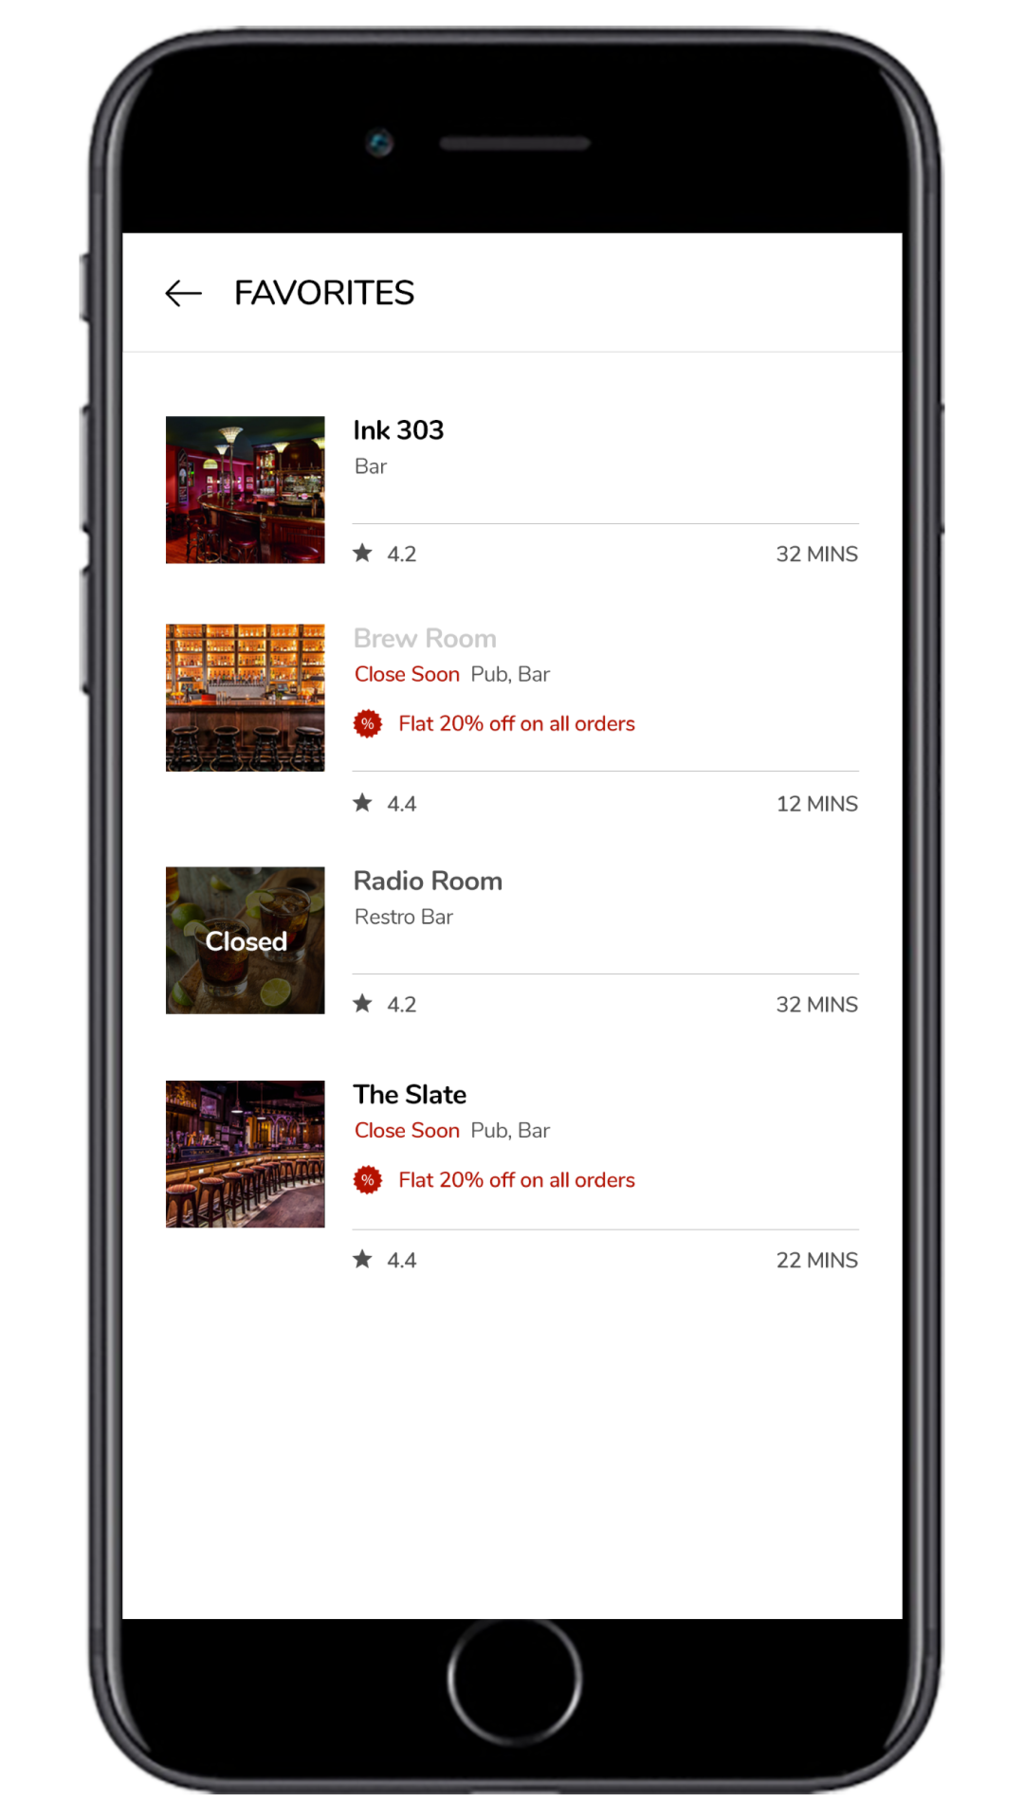 FAVORITES
Ink 303
Bar
4.2 32 MINS
Brew Room
Close Soon Pub, Bar
% Flat 20% off on all orders
4.4 12 MINS
Closed
Radio Room
Restro Bar
4.2 32 MINS
The Slate
Close Soon Pub, Bar
% Flat 20% off on all orders
4.4 22 MINS